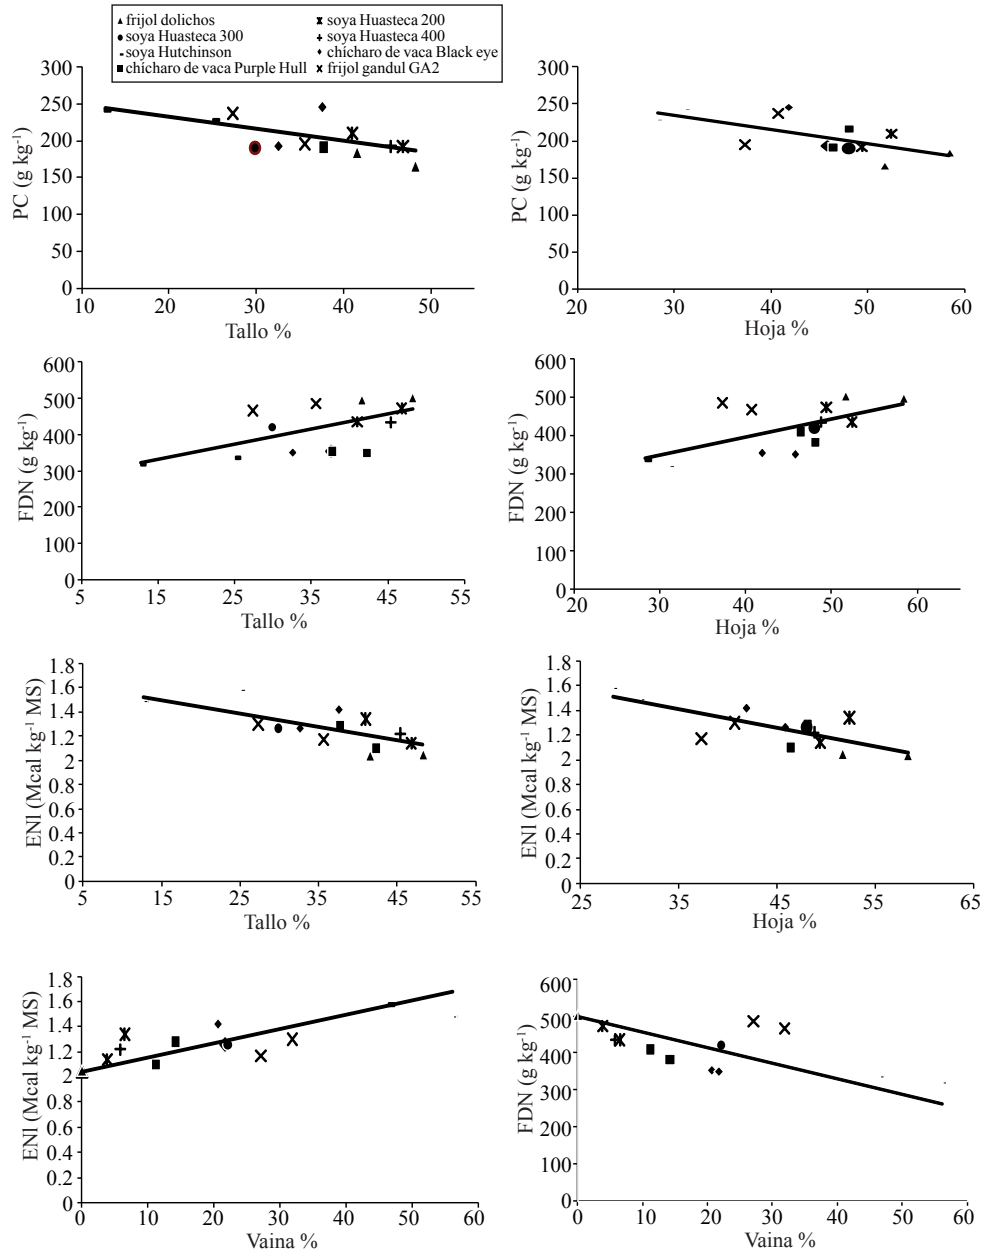 frijol dolichos
soya Huasteca 200
soya Huasteca 300
soya Huasteca 400
soya Hutchinson
chícharo de vaca Black eye
chícharo de vaca Purple Hull
frijol gandul GA2
300
250
200
150
100
50
0
PC (g kg-1)
10 20 30 40 50
Tallo %
300
250
200
150
100
50
0
PC (g kg-1)
20 30 40 50 60
Hoja %
600
500
400
300
200
100
0
FDN (g kg-1)
5 15 25 35 45 55
Tallo %
600
500
400
300
200
100
0
FDN (g kg-1)
20 30 40 50 60
Hoja %
1.8
1.6
1.4
1.2
2
0.8
0.6
0.4
0.2
0
ENl (Mcal kg-1 MS)
5 15 25 35 45 55
Tallo %
1.8
1.6
1.4
1.2
2
0.8
0.6
0.4
0.2
0
ENl (Mcal kg-1 MS)
25 35 45 55 65
Hoja %
1.8
1.6
1.4
1.2
2
0.8
0.6
0.4
0.2
0
ENl (Mcal kg-1 MS)
0 10 20 30 40 50 60
Vaina %
600
500
400
300
400
100
0
FDN (g kg-1)
0 10 20 30 40 50 60
Vaina %